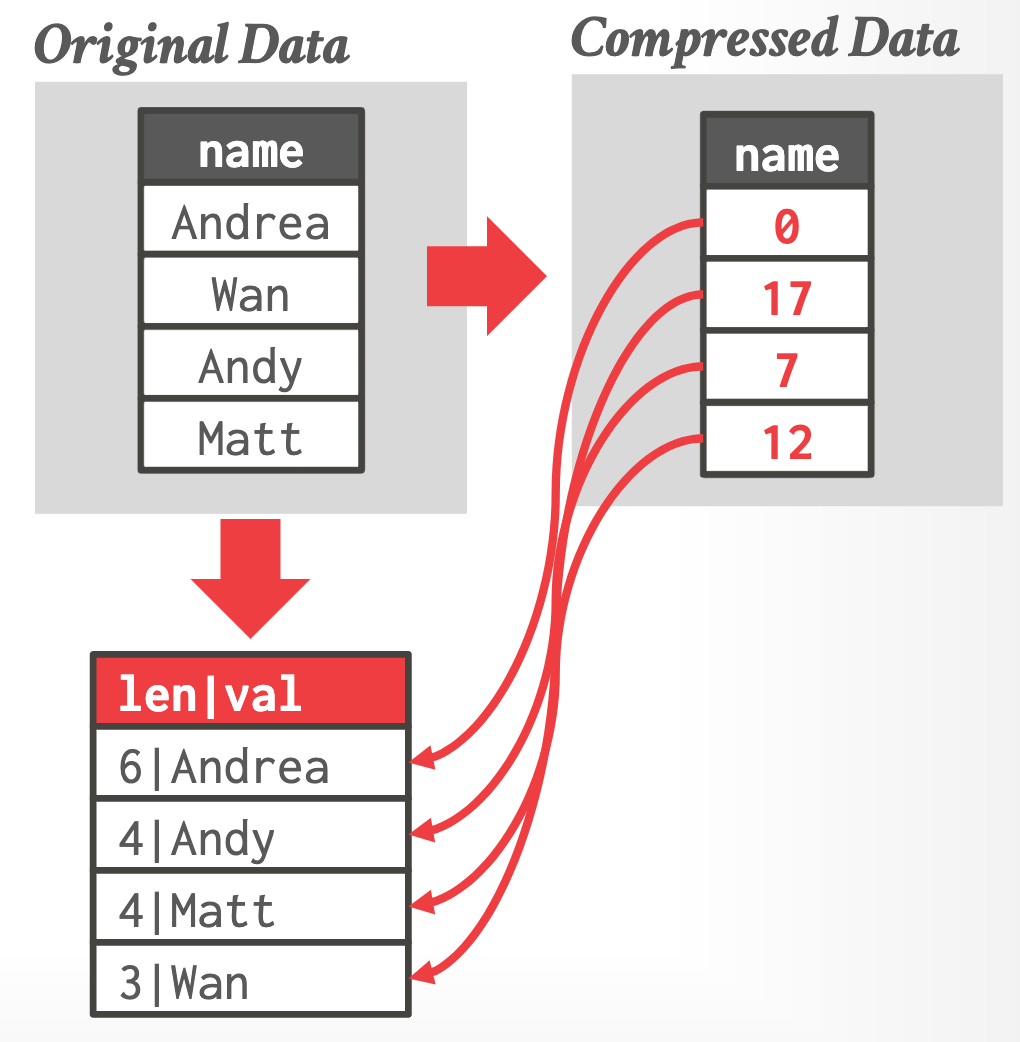 Original Data
name
Andrea
Wan
Andy
Matt
Compressed Data
name
0
17
7
12
len|val
6|Andrea
4|Andy
4|Matt
3|Wan